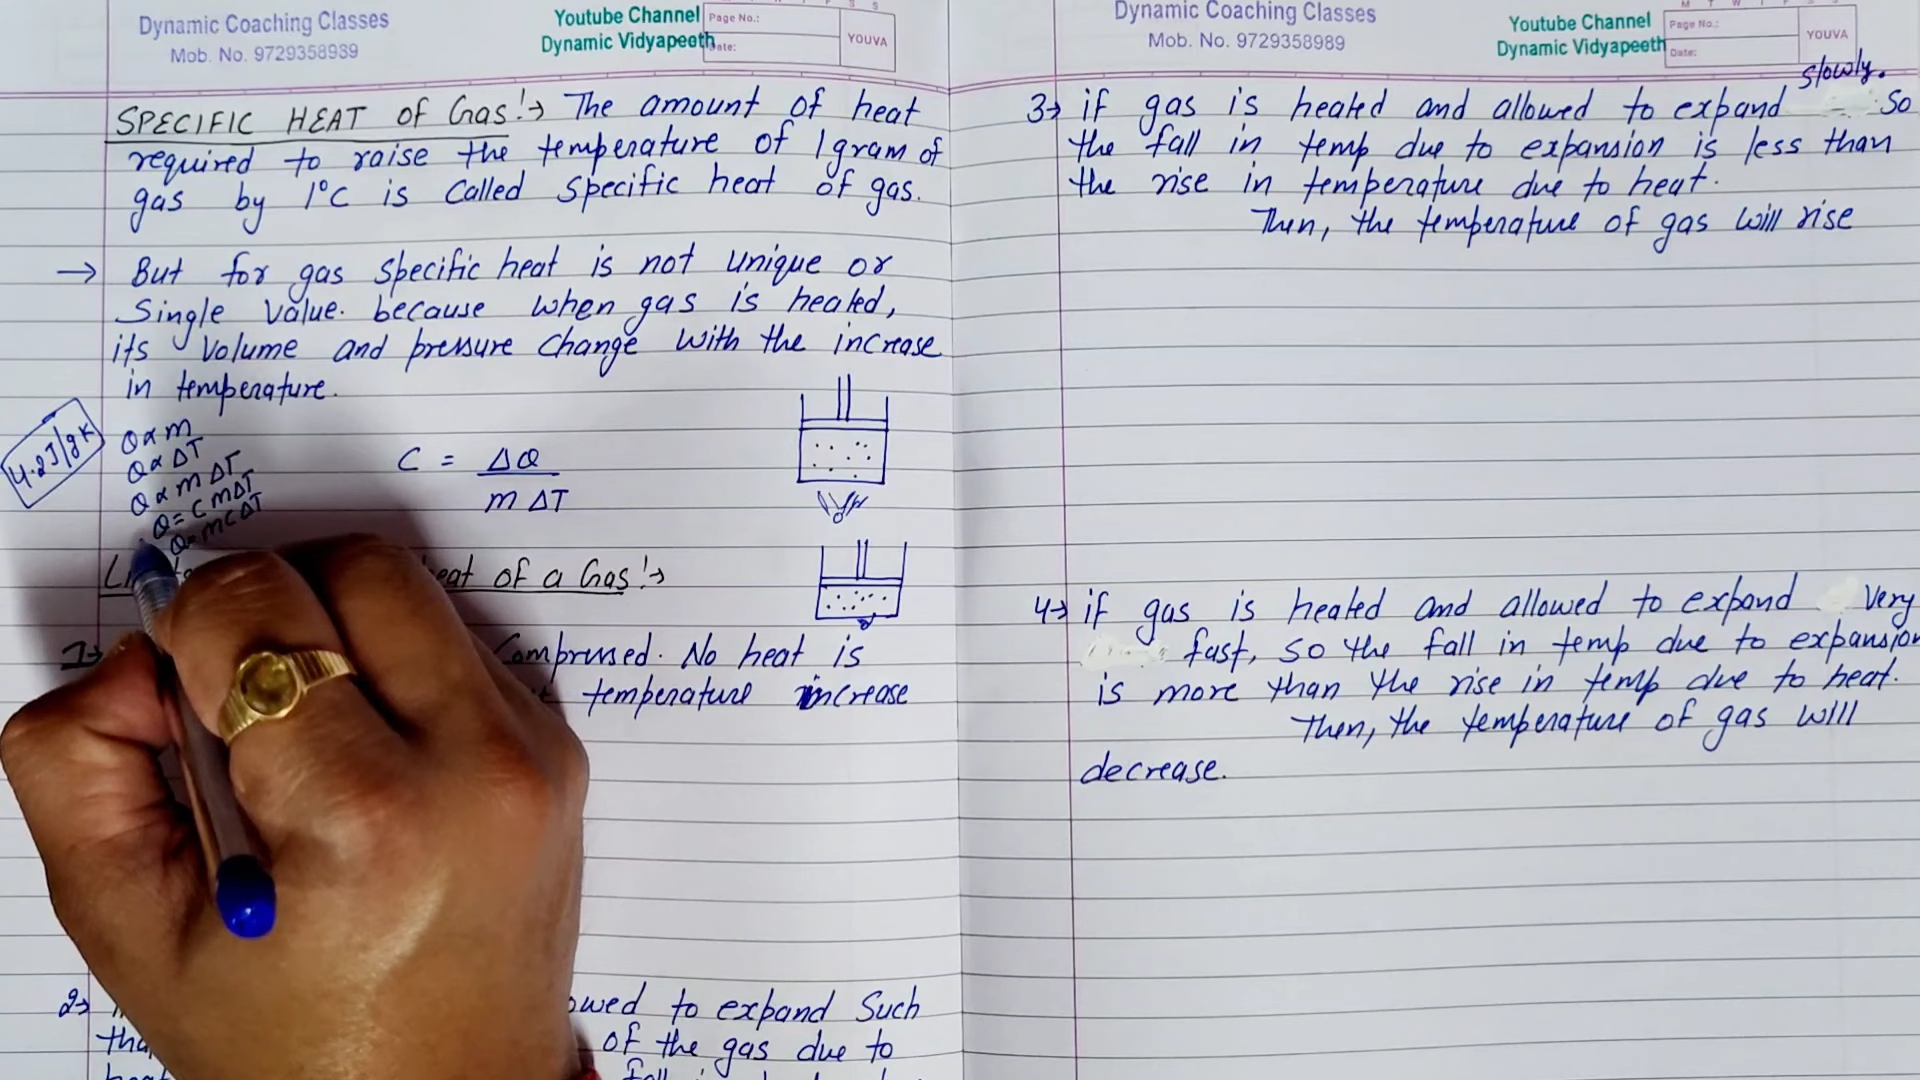 Dynamic Coaching Classes
Mob. No. 9729358989
Youtube Channel
Dynamic Vidyapeeth
Page No.:
Date:
YOUVA
SPECIFIC HEAT OF Gas!→ The amount of heat
required to raise the temperature of 1gram of
gas by 1°C is called specific heat of gas.
→ But for gas specific heat is not unique or
Single Value. because when gas is heated,
its Volume and pressure change with the increase
in temperature.
4.2J/gK
Q ∝ m
Q ∝ ΔT
Q ∝ m ΔT
Q = C m ΔT
Q = m C ΔT
C = ΔQ / m ΔT
of a Gas!→
1→ Compressed. No heat is
temperature increase
2→ to expand Such
of the gas due to
Dynamic Coaching Classes
Mob. No. 9729358989
Youtube Channel
Dynamic Vidyapeeth
Page No.:
Date:
YOUVA
slowly.
3→ if gas is heated and allowed to expand So
the fall in temp due to expansion is less than
the rise in temperature due to heat.
Then, the temperature of gas will rise
4→ if gas is heated and allowed to expand Very
fast, so the fall in temp due to expansion
is more than the rise in temp due to heat.
Then, the temperature of gas will
decrease.